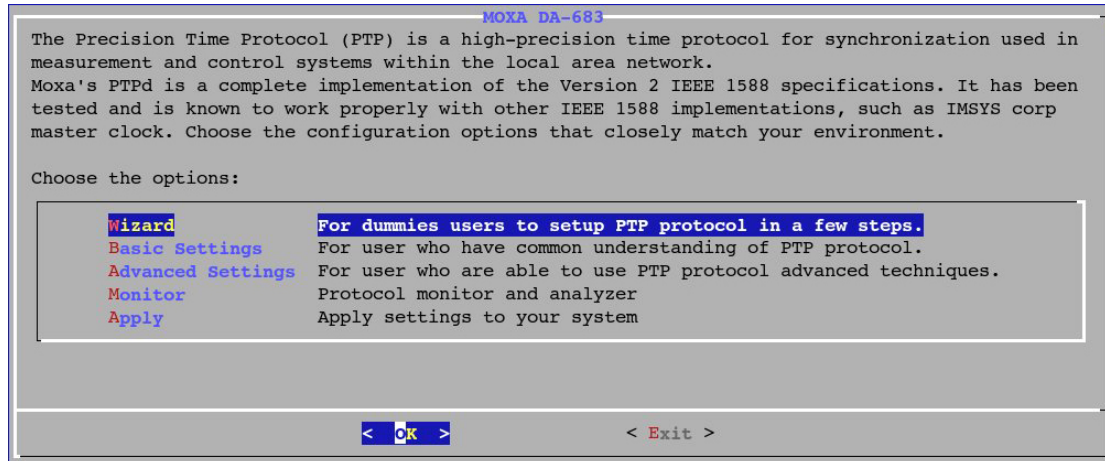 MOXA DA-683
The Precision Time Protocol (PTP) is a high-precision time protocol for synchronization used in
measurement and control systems within the local area network.
Moxa's PTPd is a complete implementation of the Version 2 IEEE 1588 specifications. It has been
tested and is known to work properly with other IEEE 1588 implementations, such as IMSYS corp
master clock. Choose the configuration options that closely match your environment.
Choose the options:
Wizard For dummies users to setup PTP protocol in a few steps.
Basic Settings For user who have common understanding of PTP protocol.
Advanced Settings For user who are able to use PTP protocol advanced techniques.
Monitor Protocol monitor and analyzer
Apply Apply settings to your system
< OK > < Exit >